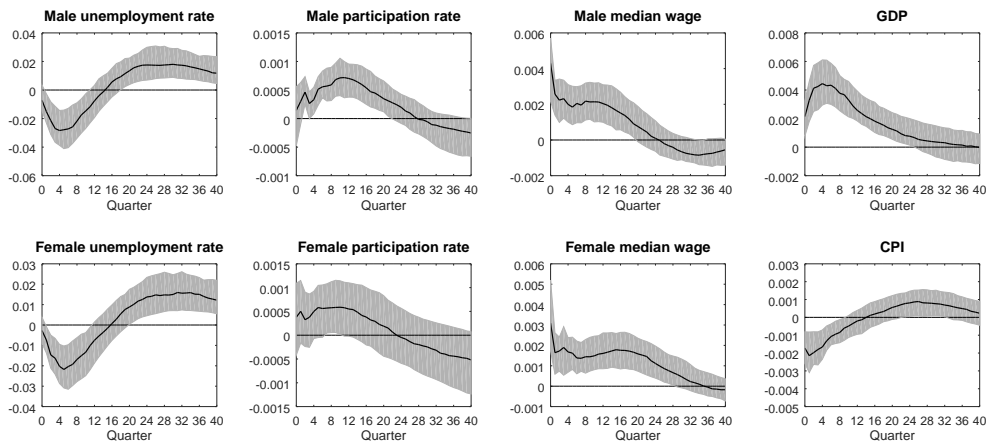 Male unemployment rate
0.04
0.02
0
-0.02
-0.04
-0.06
0 4 8 12 16 20 24 28 32 36 40
Quarter
Male participation rate
0.0015
0.001
0.0005
0
-0.0005
-0.001
0 4 8 12 16 20 24 28 32 36 40
Quarter
Male median wage
0.006
0.004
0.002
0
-0.002
0 4 8 12 16 20 24 28 32 36 40
Quarter
GDP
0.008
0.006
0.004
0.002
0
-0.002
0 4 8 12 16 20 24 28 32 36 40
Quarter
Female unemployment rate
0.03
0.02
0.01
0
-0.01
-0.02
-0.03
-0.04
0 4 8 12 16 20 24 28 32 36 40
Quarter
Female participation rate
0.0015
0.001
0.0005
0
-0.0005
-0.001
-0.0015
0 4 8 12 16 20 24 28 32 36 40
Quarter
Female median wage
0.006
0.005
0.004
0.003
0.002
0.001
0
-0.001
0 4 8 12 16 20 24 28 32 36 40
Quarter
CPI
0.003
0.002
0.001
0
-0.001
-0.002
-0.003
-0.004
-0.005
0 4 8 12 16 20 24 28 32 36 40
Quarter